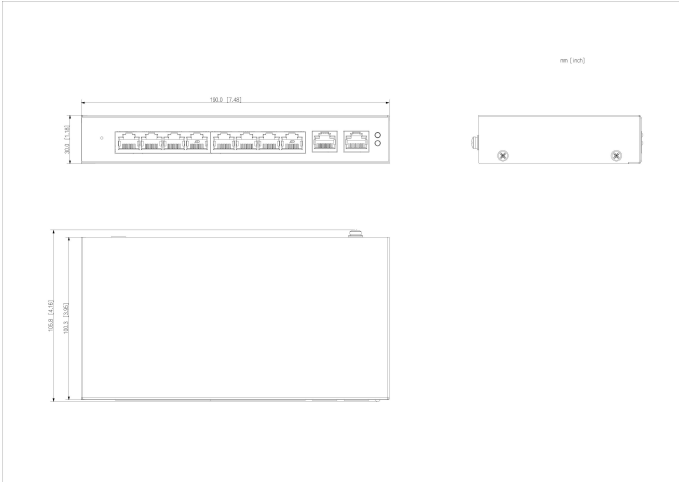 mm [inch]
190,0 [7,48]
30,0 [1,18]
105,8 [4,16]
100,3 [3,95]